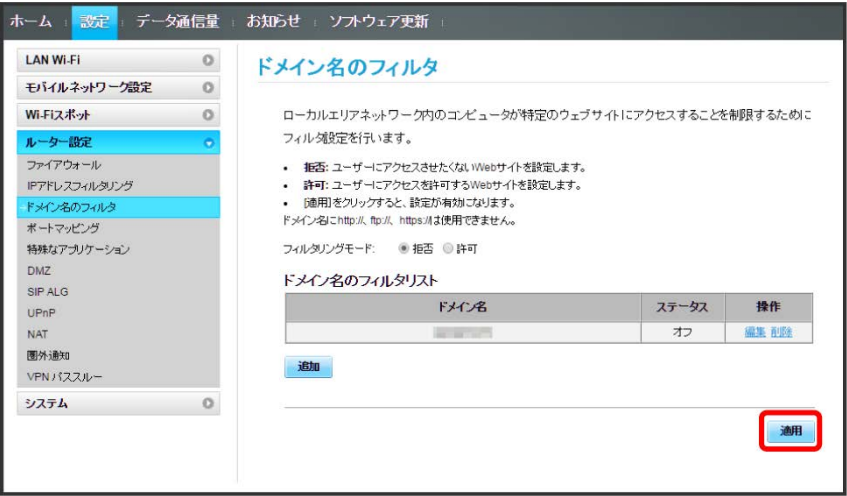 ホーム 設定 データ通信量 お知らせ ソフトウェア更新
LAN Wi-Fi
モバイルネットワーク設定
Wi-Fiスポット
ルーター設定
ファイアウォール
IPアドレスフィルタリング
ドメイン名のフィルタ
ポートマッピング
特殊なアプリケーション
DMZ
SIP ALG
UPnP
NAT
圏外通知
VPN パススルー
システム
ドメイン名のフィルタ
ローカルエリアネットワーク内のコンピュータが特定のウェブサイトにアクセスすることを制限するために
フィルタ設定を行います。
• 拒否: ユーザーにアクセスさせたくないWebサイトを設定します。
• 許可: ユーザーにアクセスを許可するWebサイトを設定します。
• [適用]をクリックすると、設定が有効になります。
ドメイン名にhttp://, ftp://, https://は使用できません。
フィルタリングモード: 拒否 許可
ドメイン名のフィルタリスト
ドメイン名 ステータス 操作
オフ 編集 削除
追加
適用